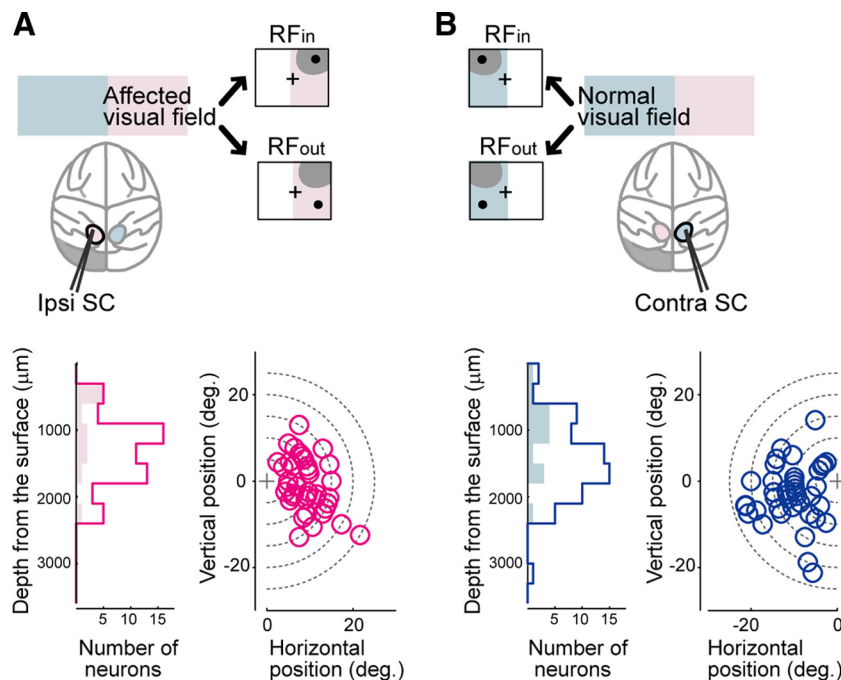 A
RFin
Affected
visual field
RFout
Ipsi SC
B
RFin
Normal
visual field
RFout
Contra SC
Depth from the surface (μm)
1000
2000
3000
5 10 15
Number of
neurons
Vertical position (deg.)
20
0
-20
0 20
Horizontal
position (deg.)
Depth from the surface (μm)
1000
2000
3000
5 10 15
Number of
neurons
Vertical position (deg.)
20
0
-20
-20 0
Horizontal
position (deg.)